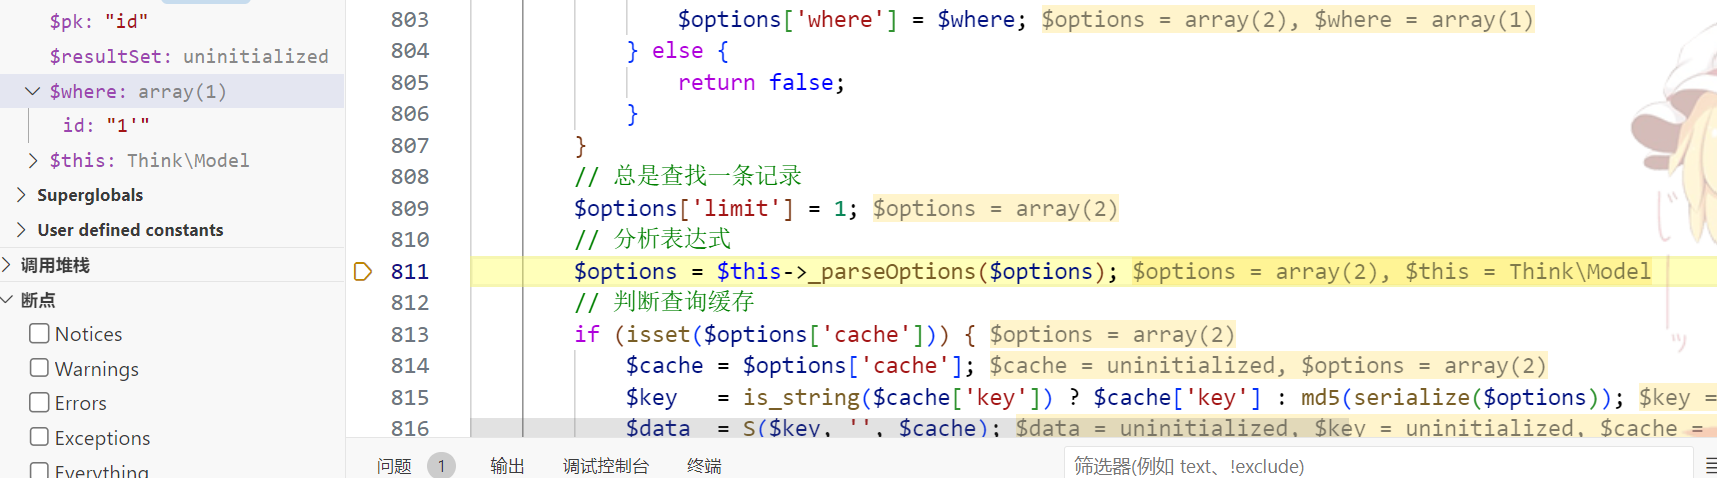 $pk: "id"
$resultSet: uninitialized
$where: array(1)
id: "1'"
$this: Think\Model
Superglobals
User defined constants
调用堆栈
断点
Notices
Warnings
Errors
Exceptions
Everything
803 $options['where'] = $where; $options = array(2), $where = array(1)
804 } else {
805 return false;
806 }
807 }
808 // 总是查找一条记录
809 $options['limit'] = 1; $options = array(2)
810 // 分析表达式
811 $options = $this->_parseOptions($options); $options = array(2), $this = Think\Model
812 // 判断查询缓存
813 if (isset($options['cache'])) { $options = array(2)
814 $cache = $options['cache']; $cache = uninitialized, $options = array(2)
815 $key = is_string($cache['key']) ? $cache['key'] : md5(serialize($options)); $key =
816 $data = S($key, '', $cache); $data = uninitialized, $key = uninitialized, $cache =
问题 1 输出 调试控制台 终端
筛选器(例如 text、!exclude)